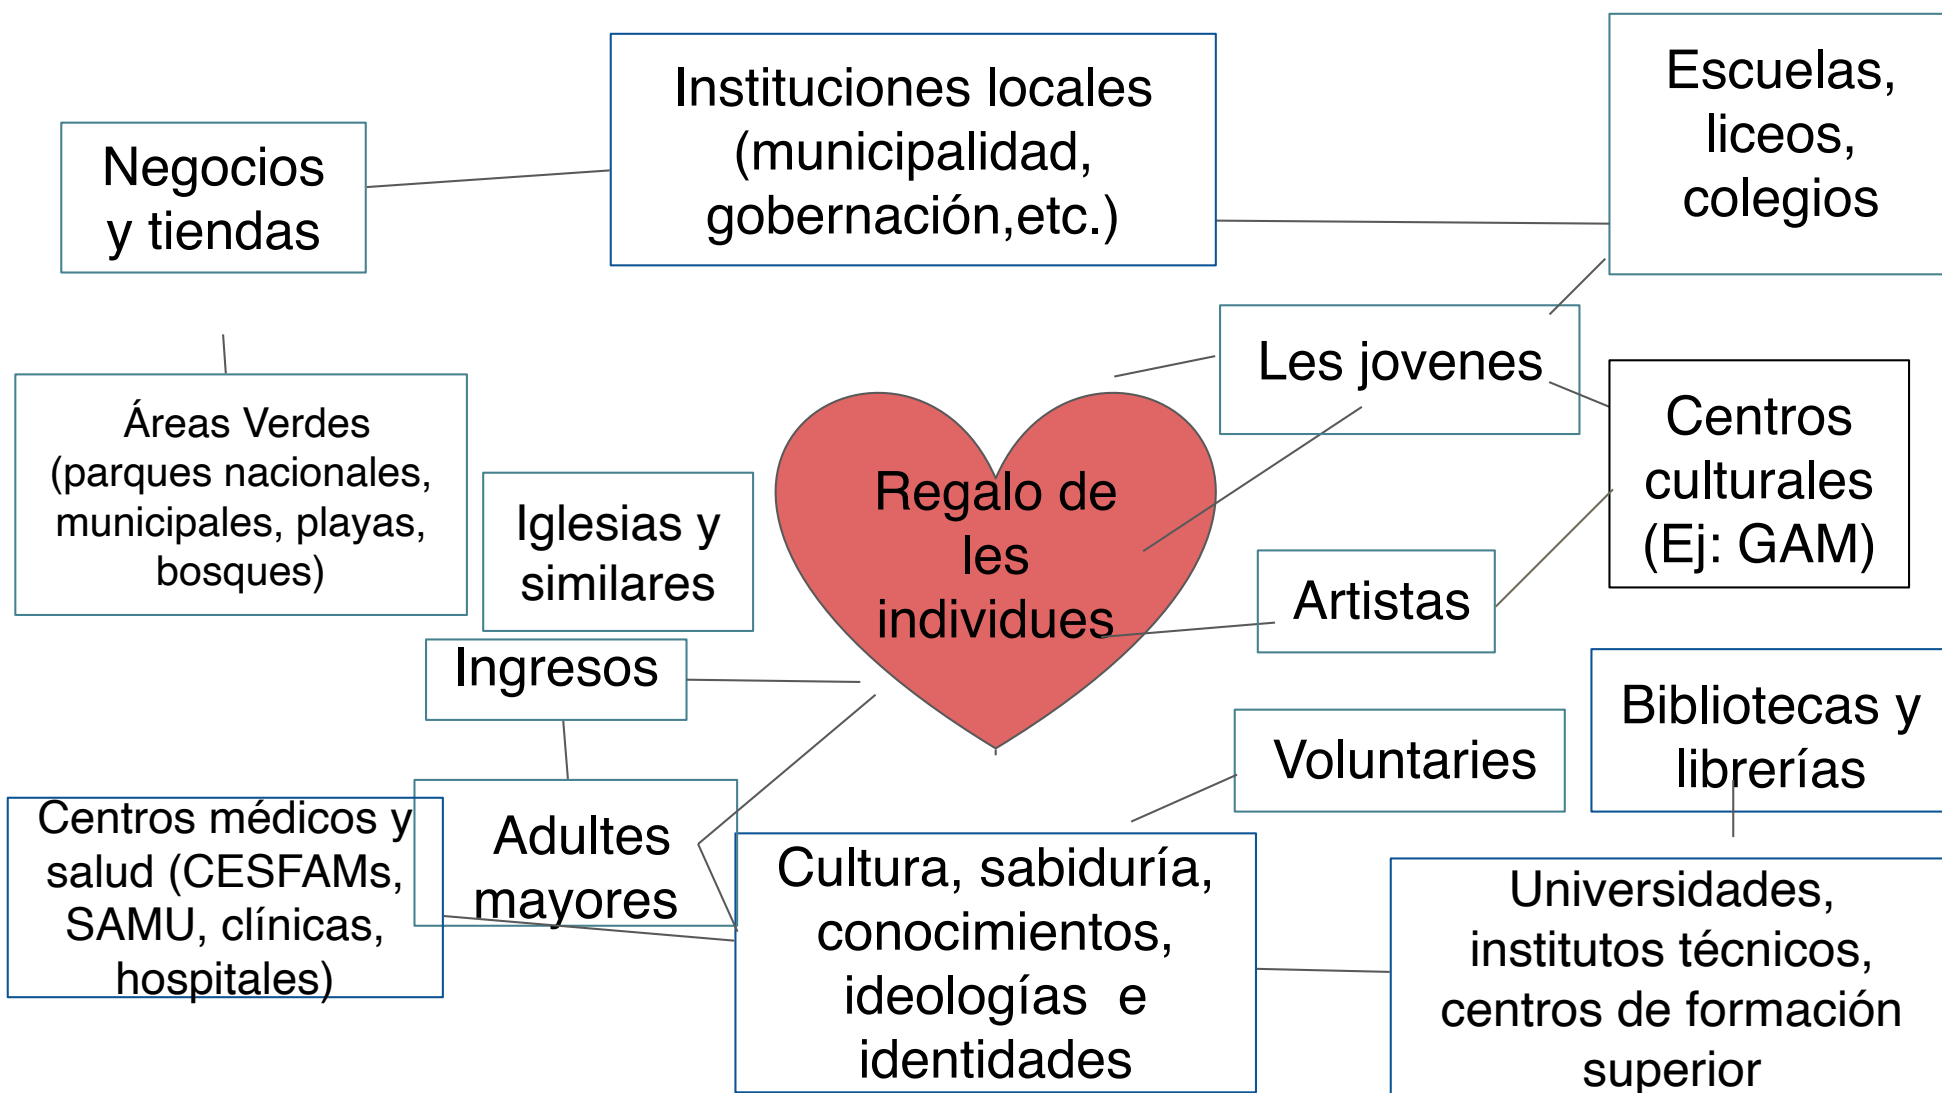 Instituciones locales
(municipalidad,
gobernación,etc.)
Escuelas,
liceos,
colegios
Negocios
y tiendas
Les jovenes
Áreas Verdes
(parques nacionales,
municipales, playas,
bosques)
Iglesias y
similares
Regalo de
les
individues
Centros
culturales
(Ej: GAM)
Artistas
Ingresos
Bibliotecas y
librerías
Voluntaries
Centros médicos y
salud (CESFAMs,
SAMU, clínicas,
hospitales)
Adultes
mayores
Cultura, sabiduría,
conocimientos,
ideologías  e
identidades
Universidades,
institutos técnicos,
centros de formación
superior